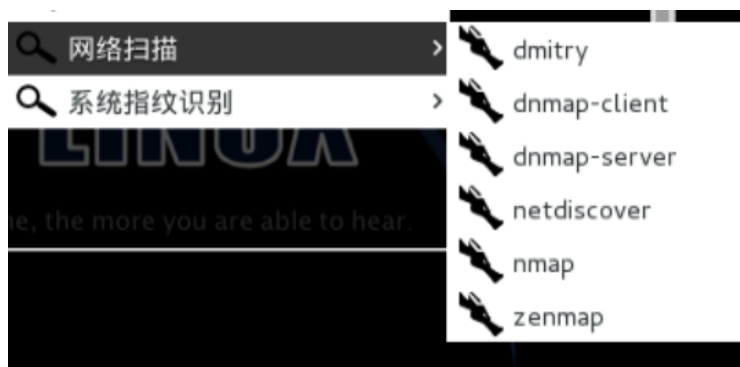 网络扫描
系统指纹识别
dmitry
dnmap-client
dnmap-server
netdiscover
nmap
zenmap
LINUX
ne, the more you are able to hear.